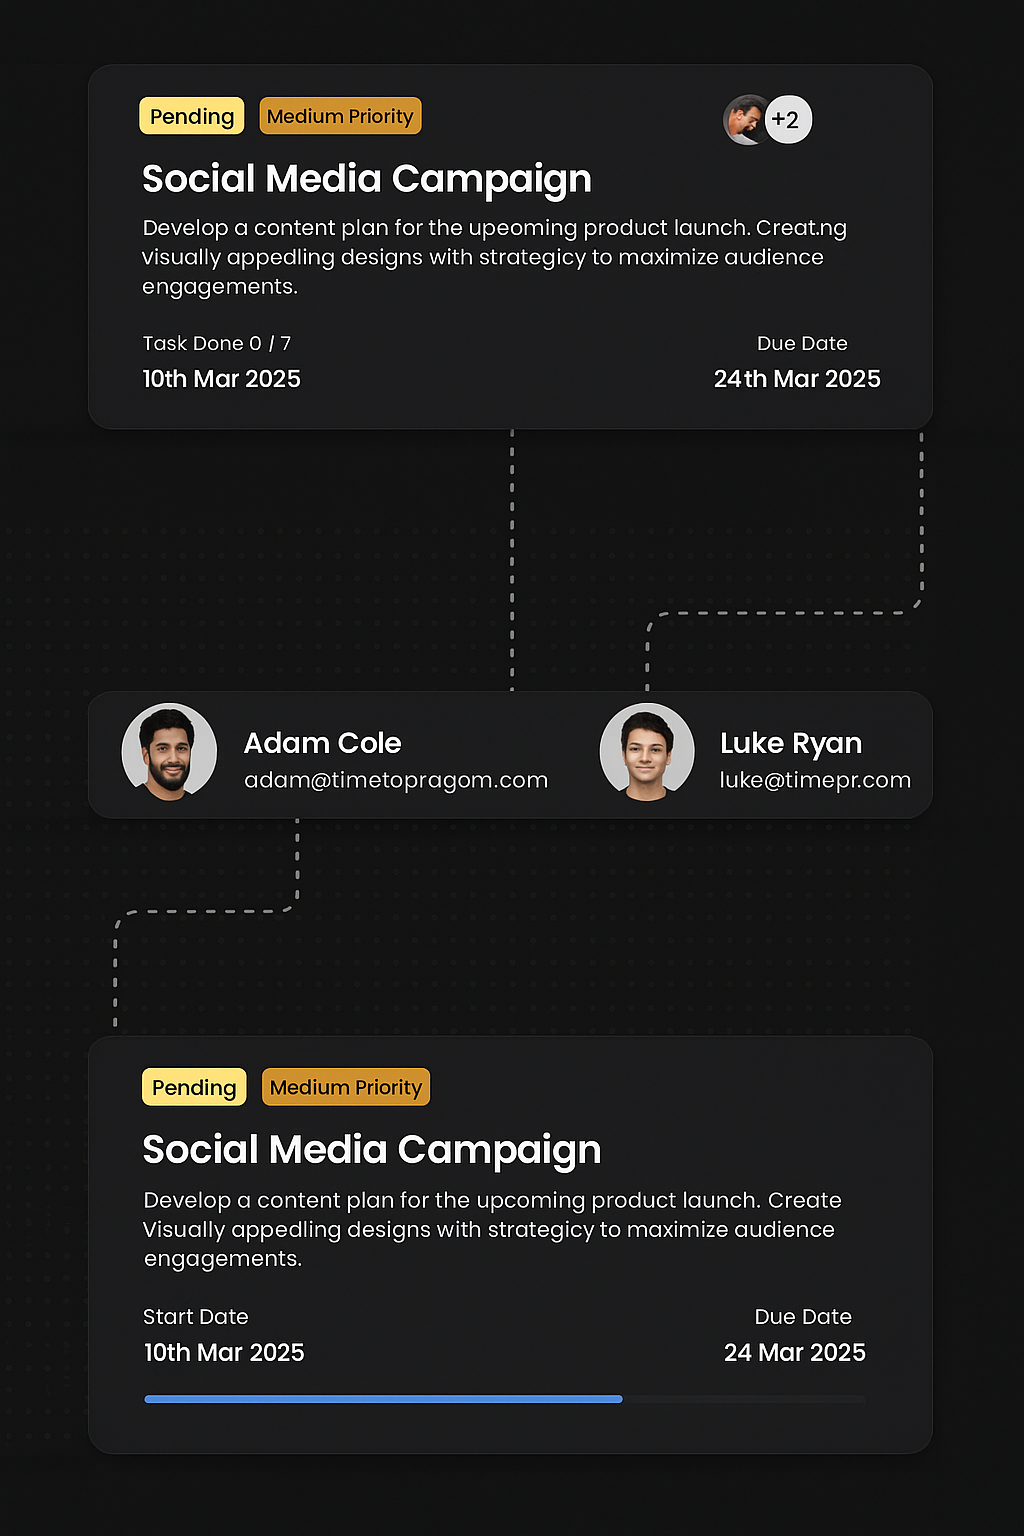 Pending Medium Priority +2
Social Media Campaign
Develop a content plan for the upeoming product launch. Creat.ng
visually appedling designs with strategicy to maximize audience
engagements.
Task Done 0 / 7 Due Date
10th Mar 2025 24th Mar 2025
Adam Cole Luke Ryan
adam@timetopragom.com luke@timepr.com
Pending Medium Priority
Social Media Campaign
Develop a content plan for the upcoming product launch. Create
Visually appedling designs with strategicy to maximize audience
engagements.
Start Date Due Date
10th Mar 2025 24 Mar 2025